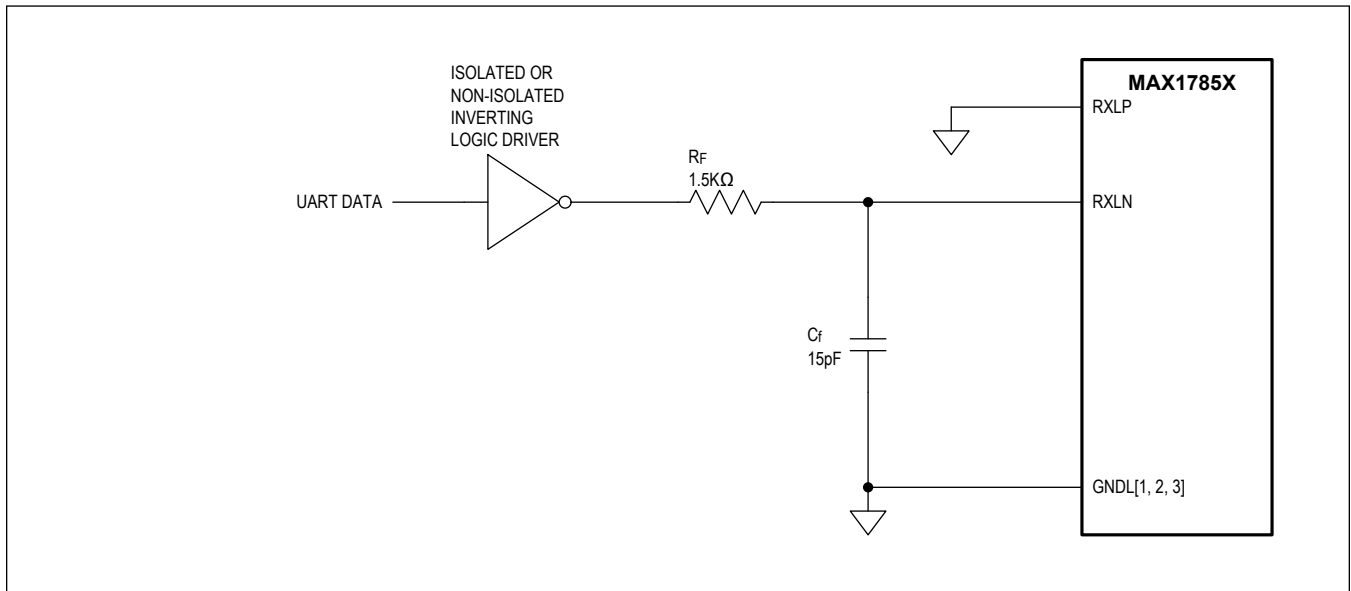 ISOLATED OR
NON-ISOLATED
INVERTING
LOGIC DRIVER
UART DATA
RF
1.5KΩ
Cf
15pF
MAX1785X
RXLP
RXLN
GNDL[1, 2, 3]